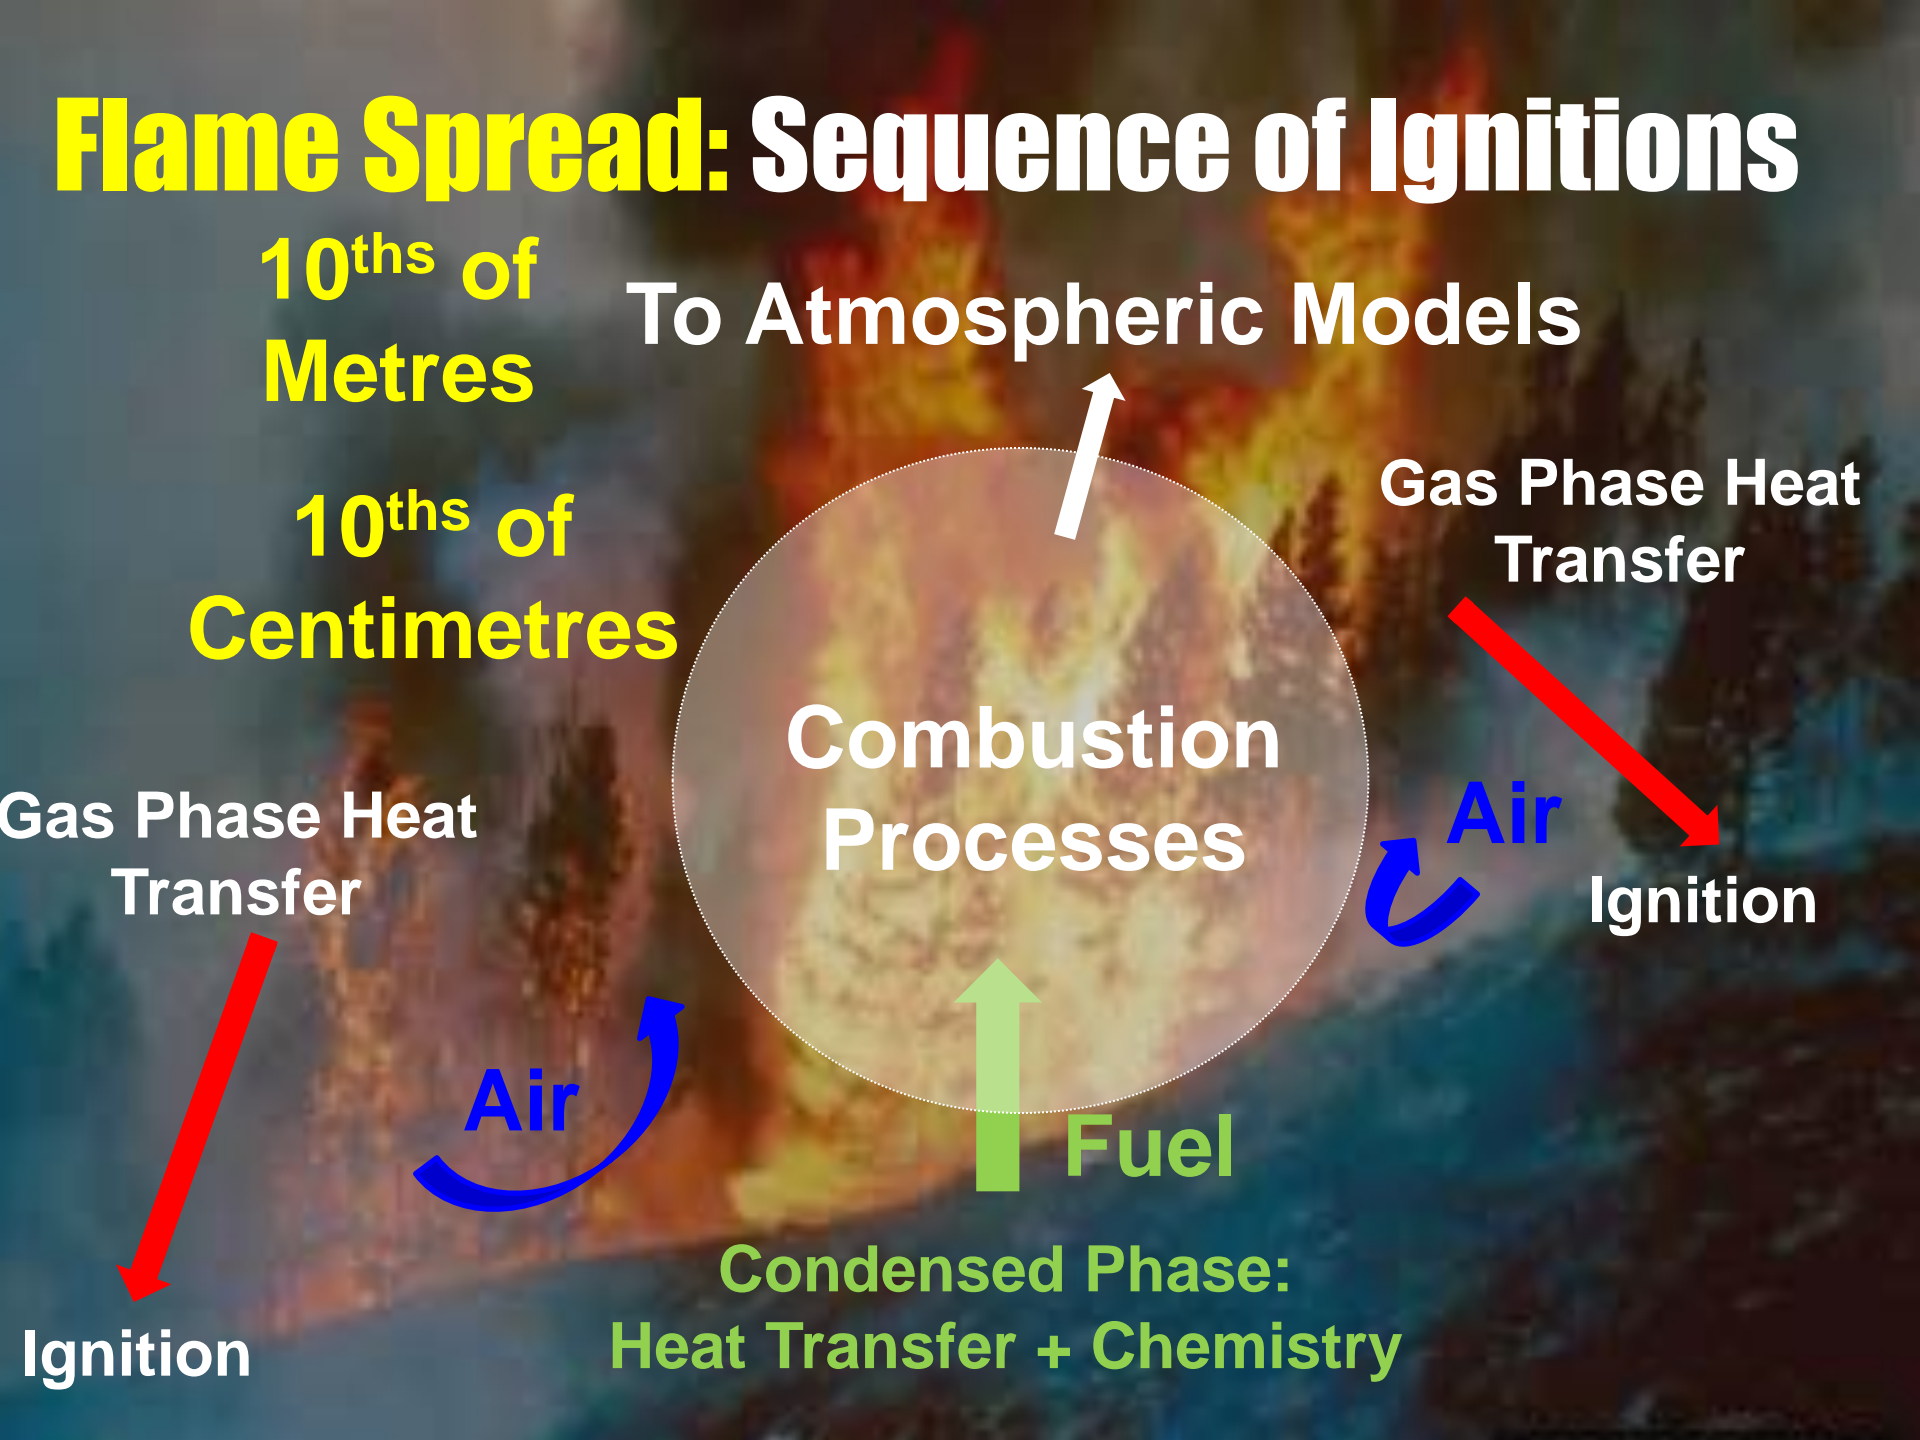 Flame Spread: Sequence of Ignitions
10ths of
Metres
To Atmospheric Models
10ths of
Centimetres
Gas Phase Heat
Transfer
Combustion
Processes
Air
Ignition
Gas Phase Heat
Transfer
Air
Fuel
Ignition
Condensed Phase:
Heat Transfer + Chemistry